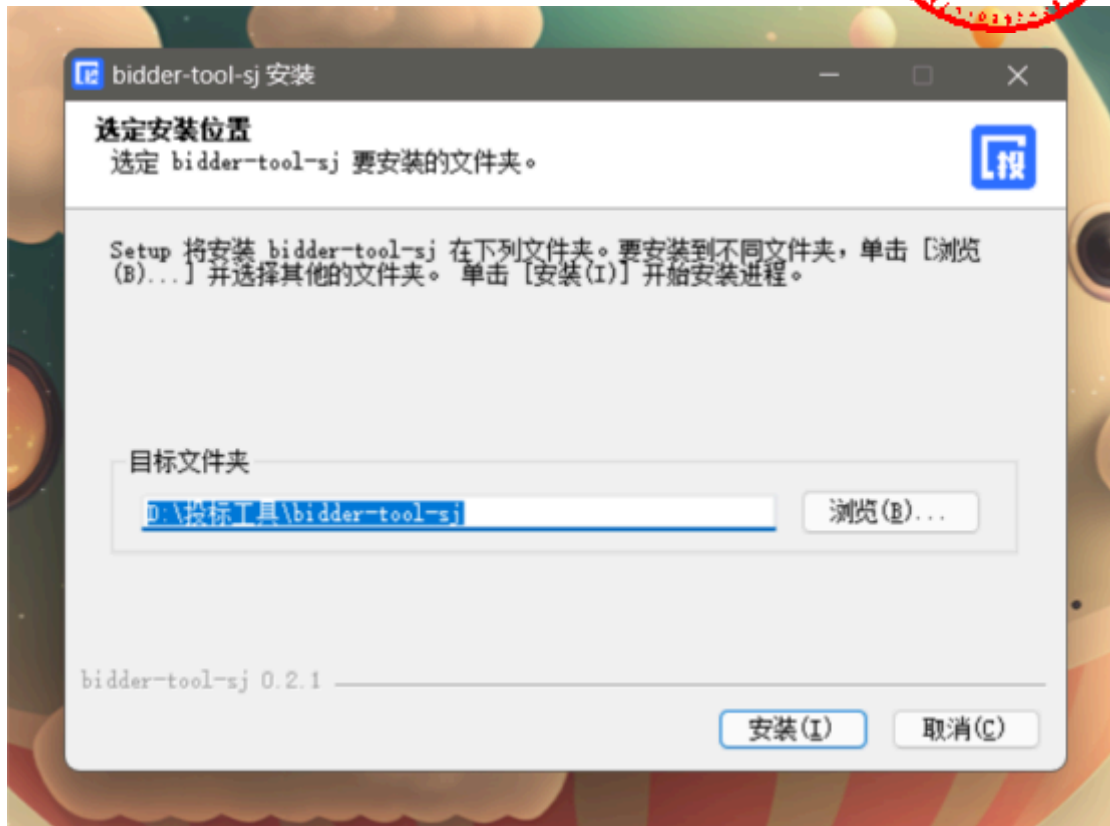 投 bidder-tool-sj 安装
选定安装位置
选定 bidder-tool-sj 要安装的文件夹。
投
Setup 将安装 bidder-tool-sj 在下列文件夹。要安装到不同文件夹，单击 [浏览
(B)...] 并选择其他的文件夹。 单击 [安装(I)] 开始安装进程。
目标文件夹
D:\投标工具\bidder-tool-sj
浏览(B)...
bidder-tool-sj 0.2.1
安装(I) 取消(C)